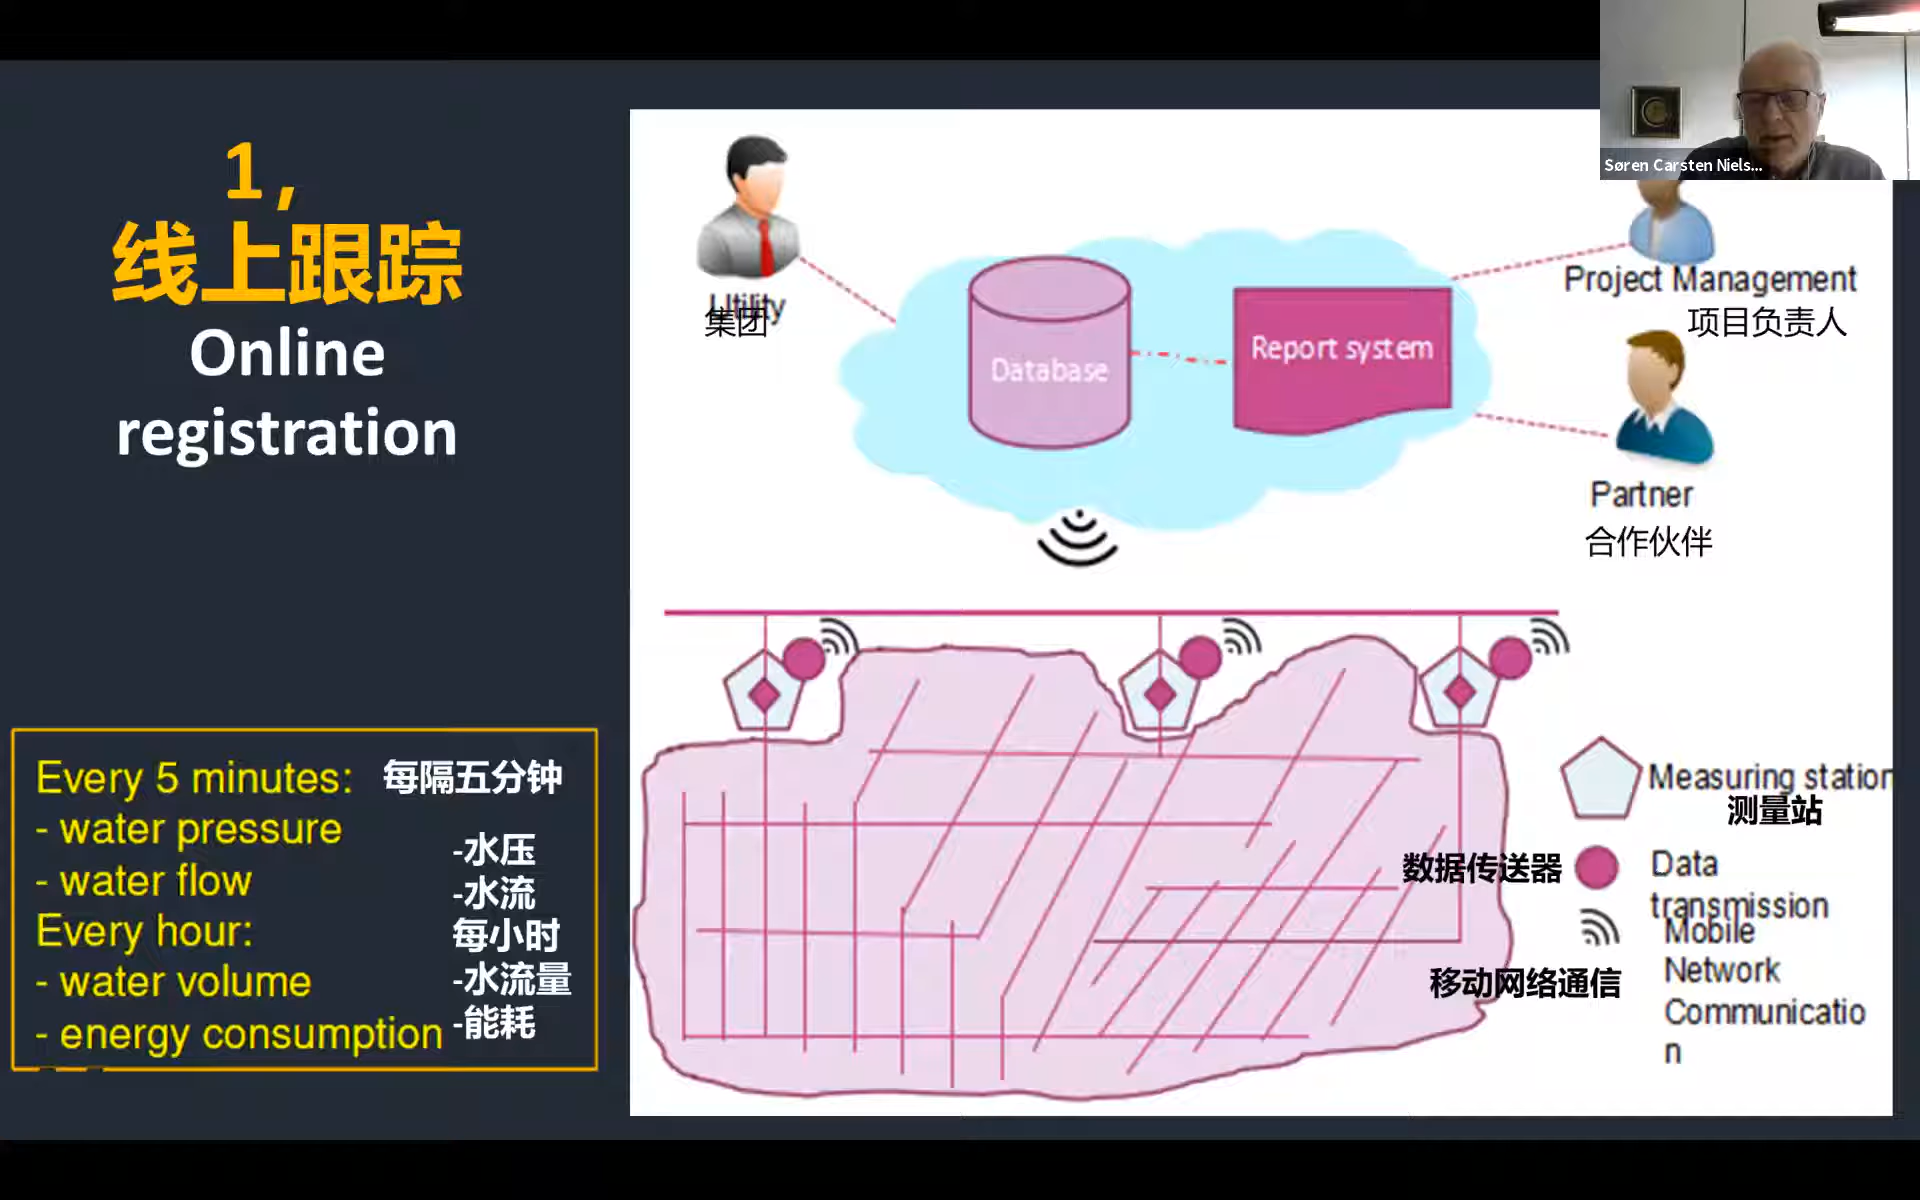 Søren Carsten Niels...
1,
线上跟踪
Online
registration
Utility
集团
Database
Report system
Project Management
项目负责人
Partner
合作伙伴
Every 5 minutes: 每隔五分钟
- water pressure
-水压
- water flow
-水流
Every hour:
每小时
- water volume
-水流量
- energy consumption
-能耗
Measuring station
测量站
数据传送器
Data
transmission
Mobile
Network
Communicatio
n
移动网络通信